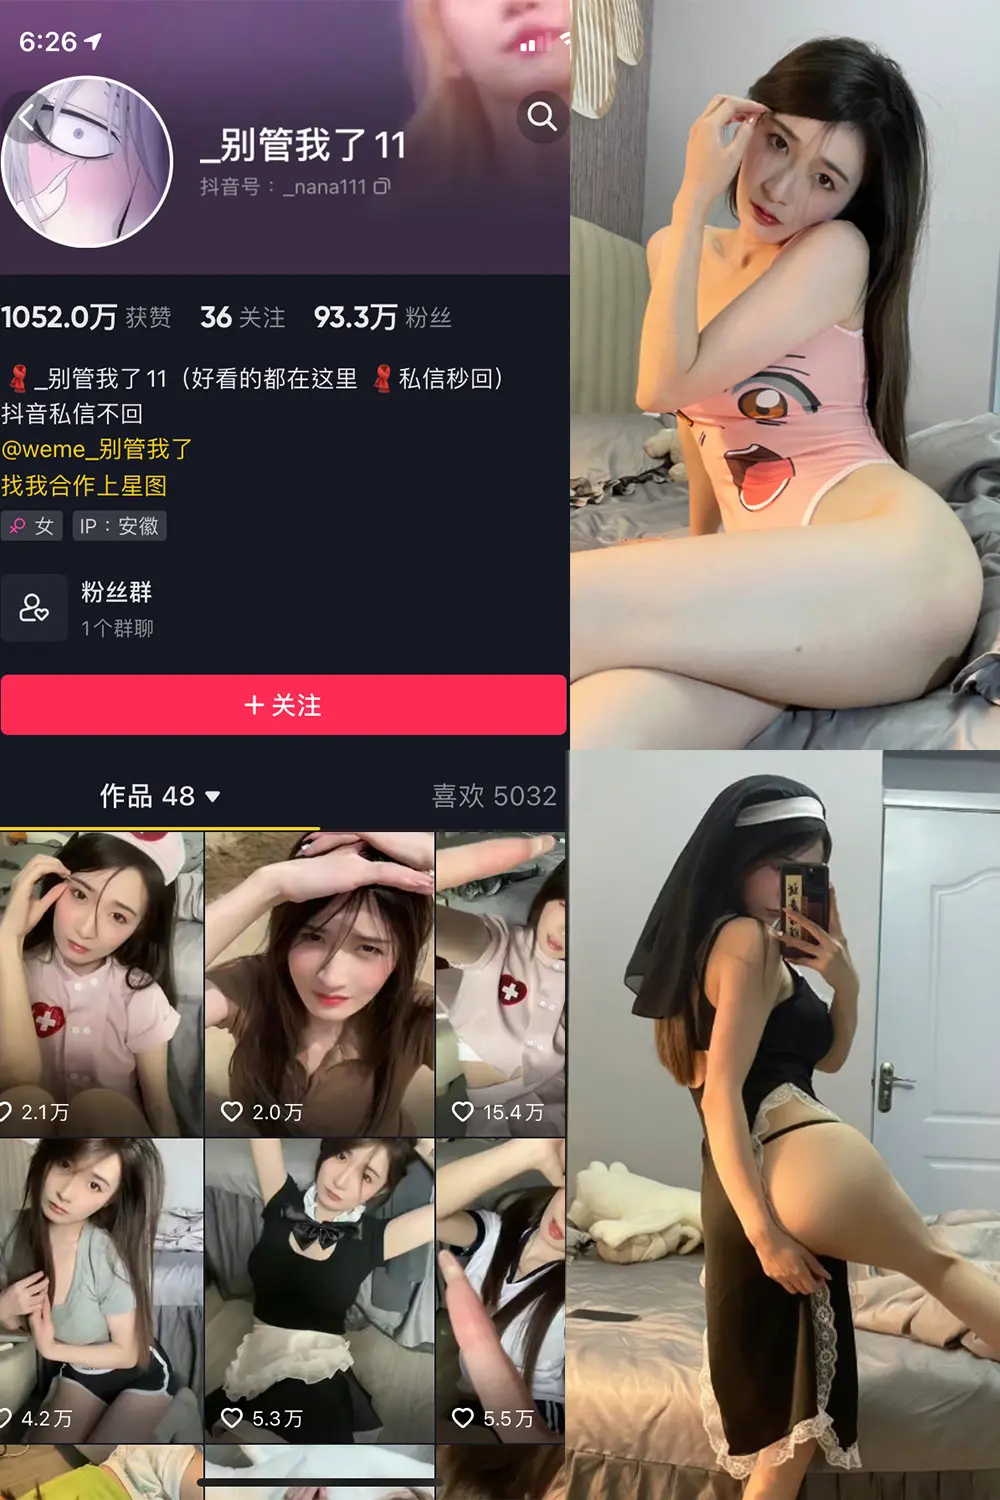 6:26
_别管我了11
抖音号：_nana111
1052.0万 获赞 36 关注 93.3万 粉丝
_别管我了11（好看的都在这里 私信秒回）
抖音私信不回
@weme_别管我了
找我合作上星图
女 IP：安徽
粉丝群
1个群聊
+ 关注
作品 48 喜欢 5032
2.1万 2.0万 15.4万
4.2万 5.3万 5.5万